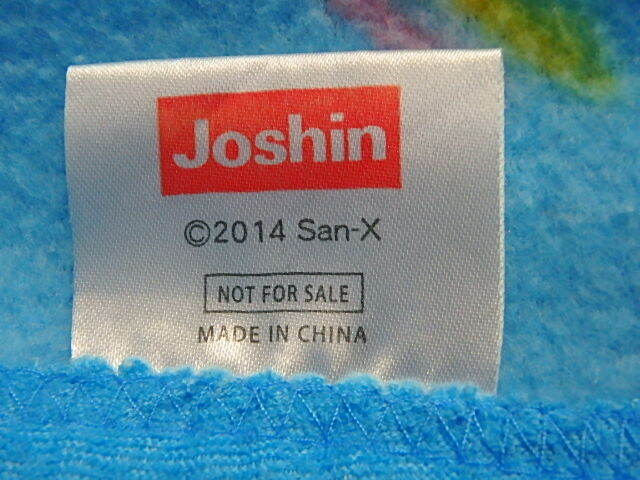 Joshin
©2014 San-X
NOT FOR SALE
MADE IN CHINA